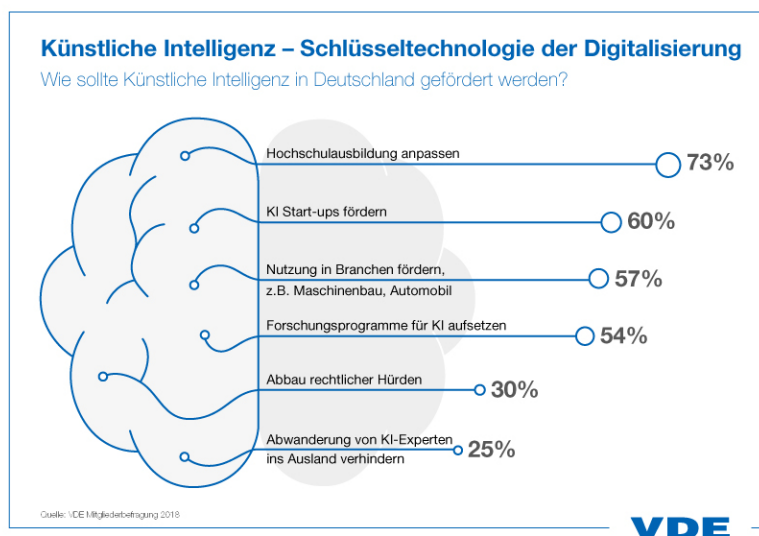 Künstliche Intelligenz – Schlüsseltechnologie der Digitalisierung
Wie sollte Künstliche Intelligenz in Deutschland gefördert werden?
Hochschulausbildung anpassen
73%
KI Start-ups fördern
60%
Nutzung in Branchen fördern,
z.B. Maschinenbau, Automobil
57%
Forschungsprogramme für KI aufsetzen
54%
Abbau rechtlicher Hürden
30%
Abwanderung von KI-Experten
ins Ausland verhindern
25%
Quelle: VDE Mitgliederbefragung 2018
VDE